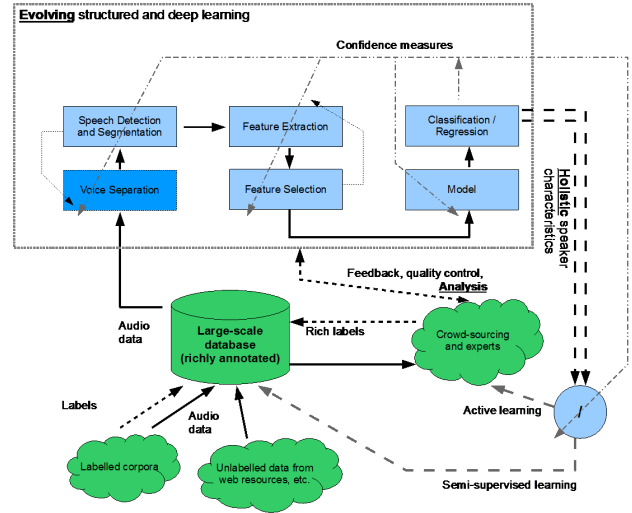 Evolving structured and deep learning
Confidence measures
Speech Detection
and Segmentation
Feature Extraction
Classification /
Regression
Voice Separation
Feature Selection
Model
Holistic speaker
characteristics
Feedback, quality control,
Analysis
Audio
data
Large-scale
database
(richly annotated)
Rich labels
Crowd-sourcing
and experts
Labels
Audio
data
Active learning
/
Labelled corpora
Unlabelled data from
web resources, etc.
Semi-supervised learning